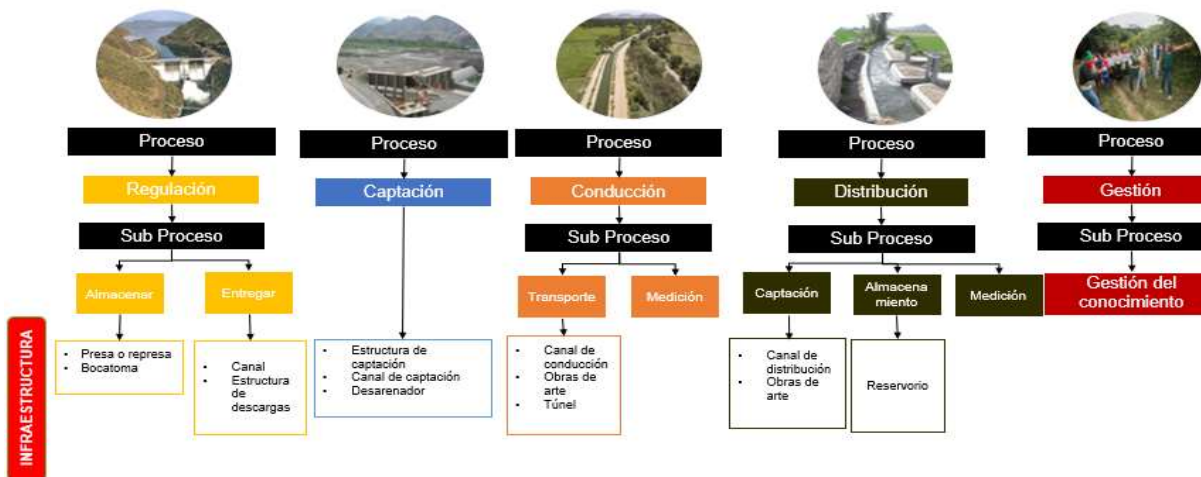 Proceso
Regulación
Sub Proceso
Almacenar
Entregar
• Presa o represa
• Bocatoma
• Canal
• Estructura
de
descargas
Proceso
Captación
• Estructura de
captación
• Canal de captación
• Desarenador
Proceso
Conducción
Sub Proceso
Transporte
Medición
• Canal de
conducción
• Obras de
arte
• Túnel
Proceso
Distribución
Sub Proceso
Captación
Almacena
miento
Medición
• Canal de
distribución
• Obras de
arte
Reservorio
Proceso
Gestión
Sub Proceso
Gestión del
conocimiento
INFRAESTRUCTURA